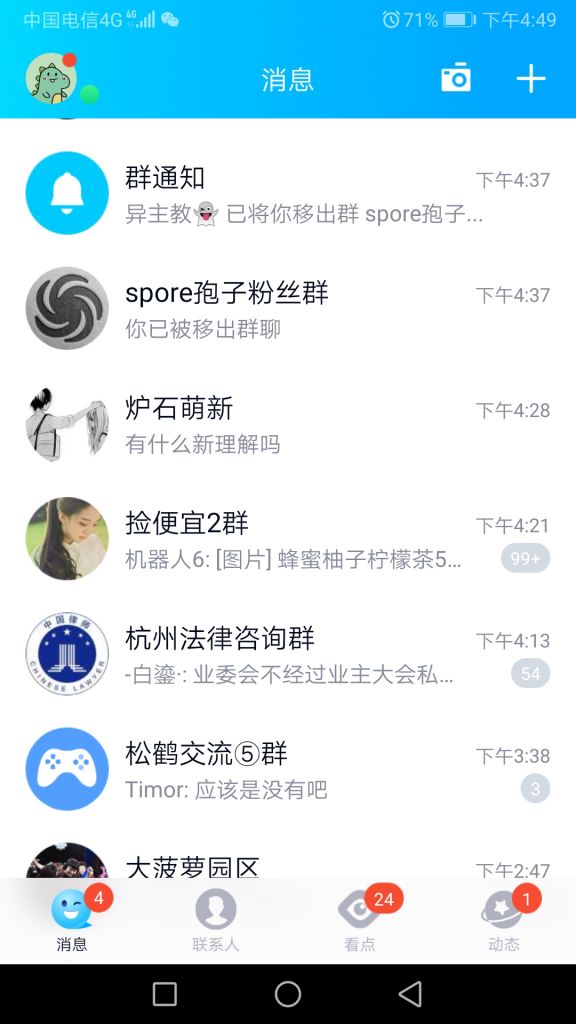 中国电信4G 4G 71% 下午4:49
消息
群通知 下午4:37
异主教👻 已将你移出群 spore孢子...
spore孢子粉丝群 下午4:37
你已被移出群聊
炉石萌新 下午4:28
有什么新理解吗
捡便宜2群 下午4:21
机器人6: [图片] 蜂蜜柚子柠檬茶5... 99+
中国律师
CHINESE LAWYER
杭州法律咨询群 下午4:13
-白鎏·: 业委会不经过业主大会私... 54
松鹤交流⑤群 下午3:38
Timor: 应该是没有吧 3
大菠萝园区 下午2:47
4 24 1
消息 联系人 看点 动态